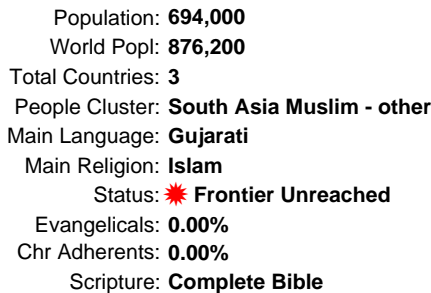 Population: 694,000
World Popl: 876,200
Total Countries: 3
People Cluster: South Asia Muslim - other
Main Language: Gujarati
Main Religion: Islam
Status: Frontier Unreached
Evangelicals: 0.00%
Chr Adherents: 0.00%
Scripture: Complete Bible